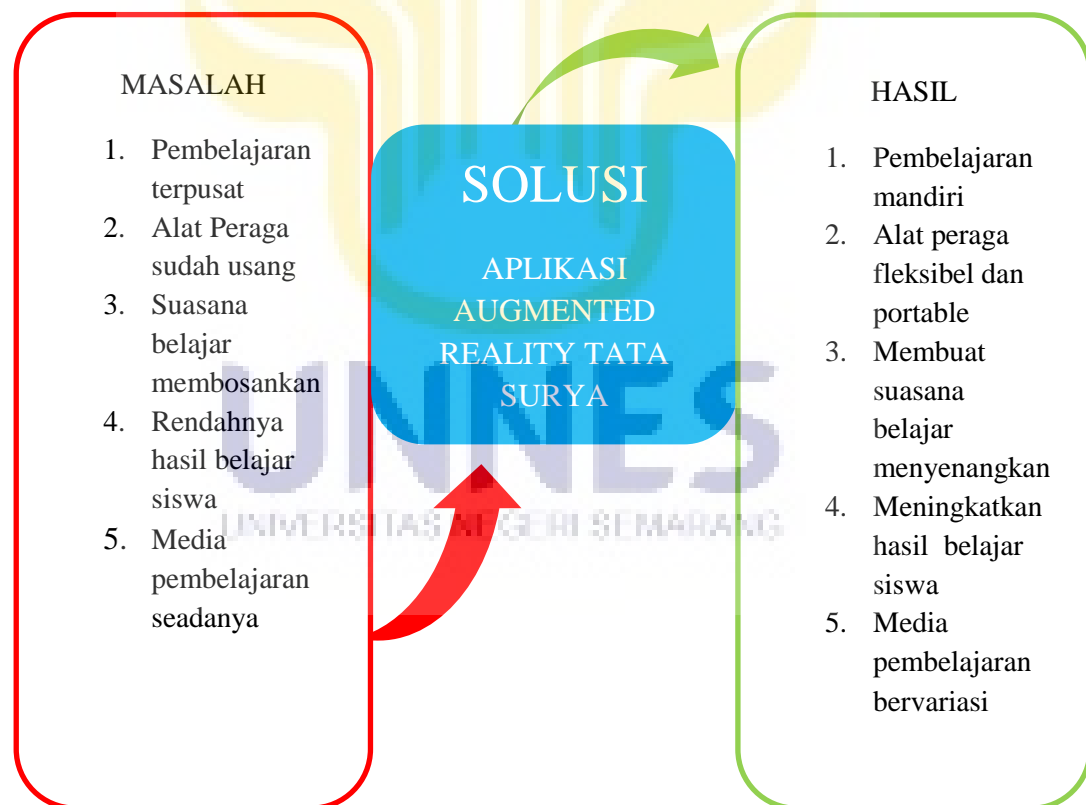 MASALAH
1. Pembelajaran
terpusat
2. Alat Peraga
sudah usang
3. Suasana
belajar
membosankan
4. Rendahnya
hasil belajar
siswa
5. Media
pembelajaran
seadanya
SOLUSI
APLIKASI
AUGMENTED
REALITY TATA
SURYA
HASIL
1. Pembelajaran
mandiri
2. Alat peraga
fleksibel dan
portable
3. Membuat
suasana
belajar
menyenangkan
4. Meningkatkan
hasil belajar
siswa
5. Media
pembelajaran
bervariasi
UNNES
UNIVERSITAS NEGERI SEMARANG